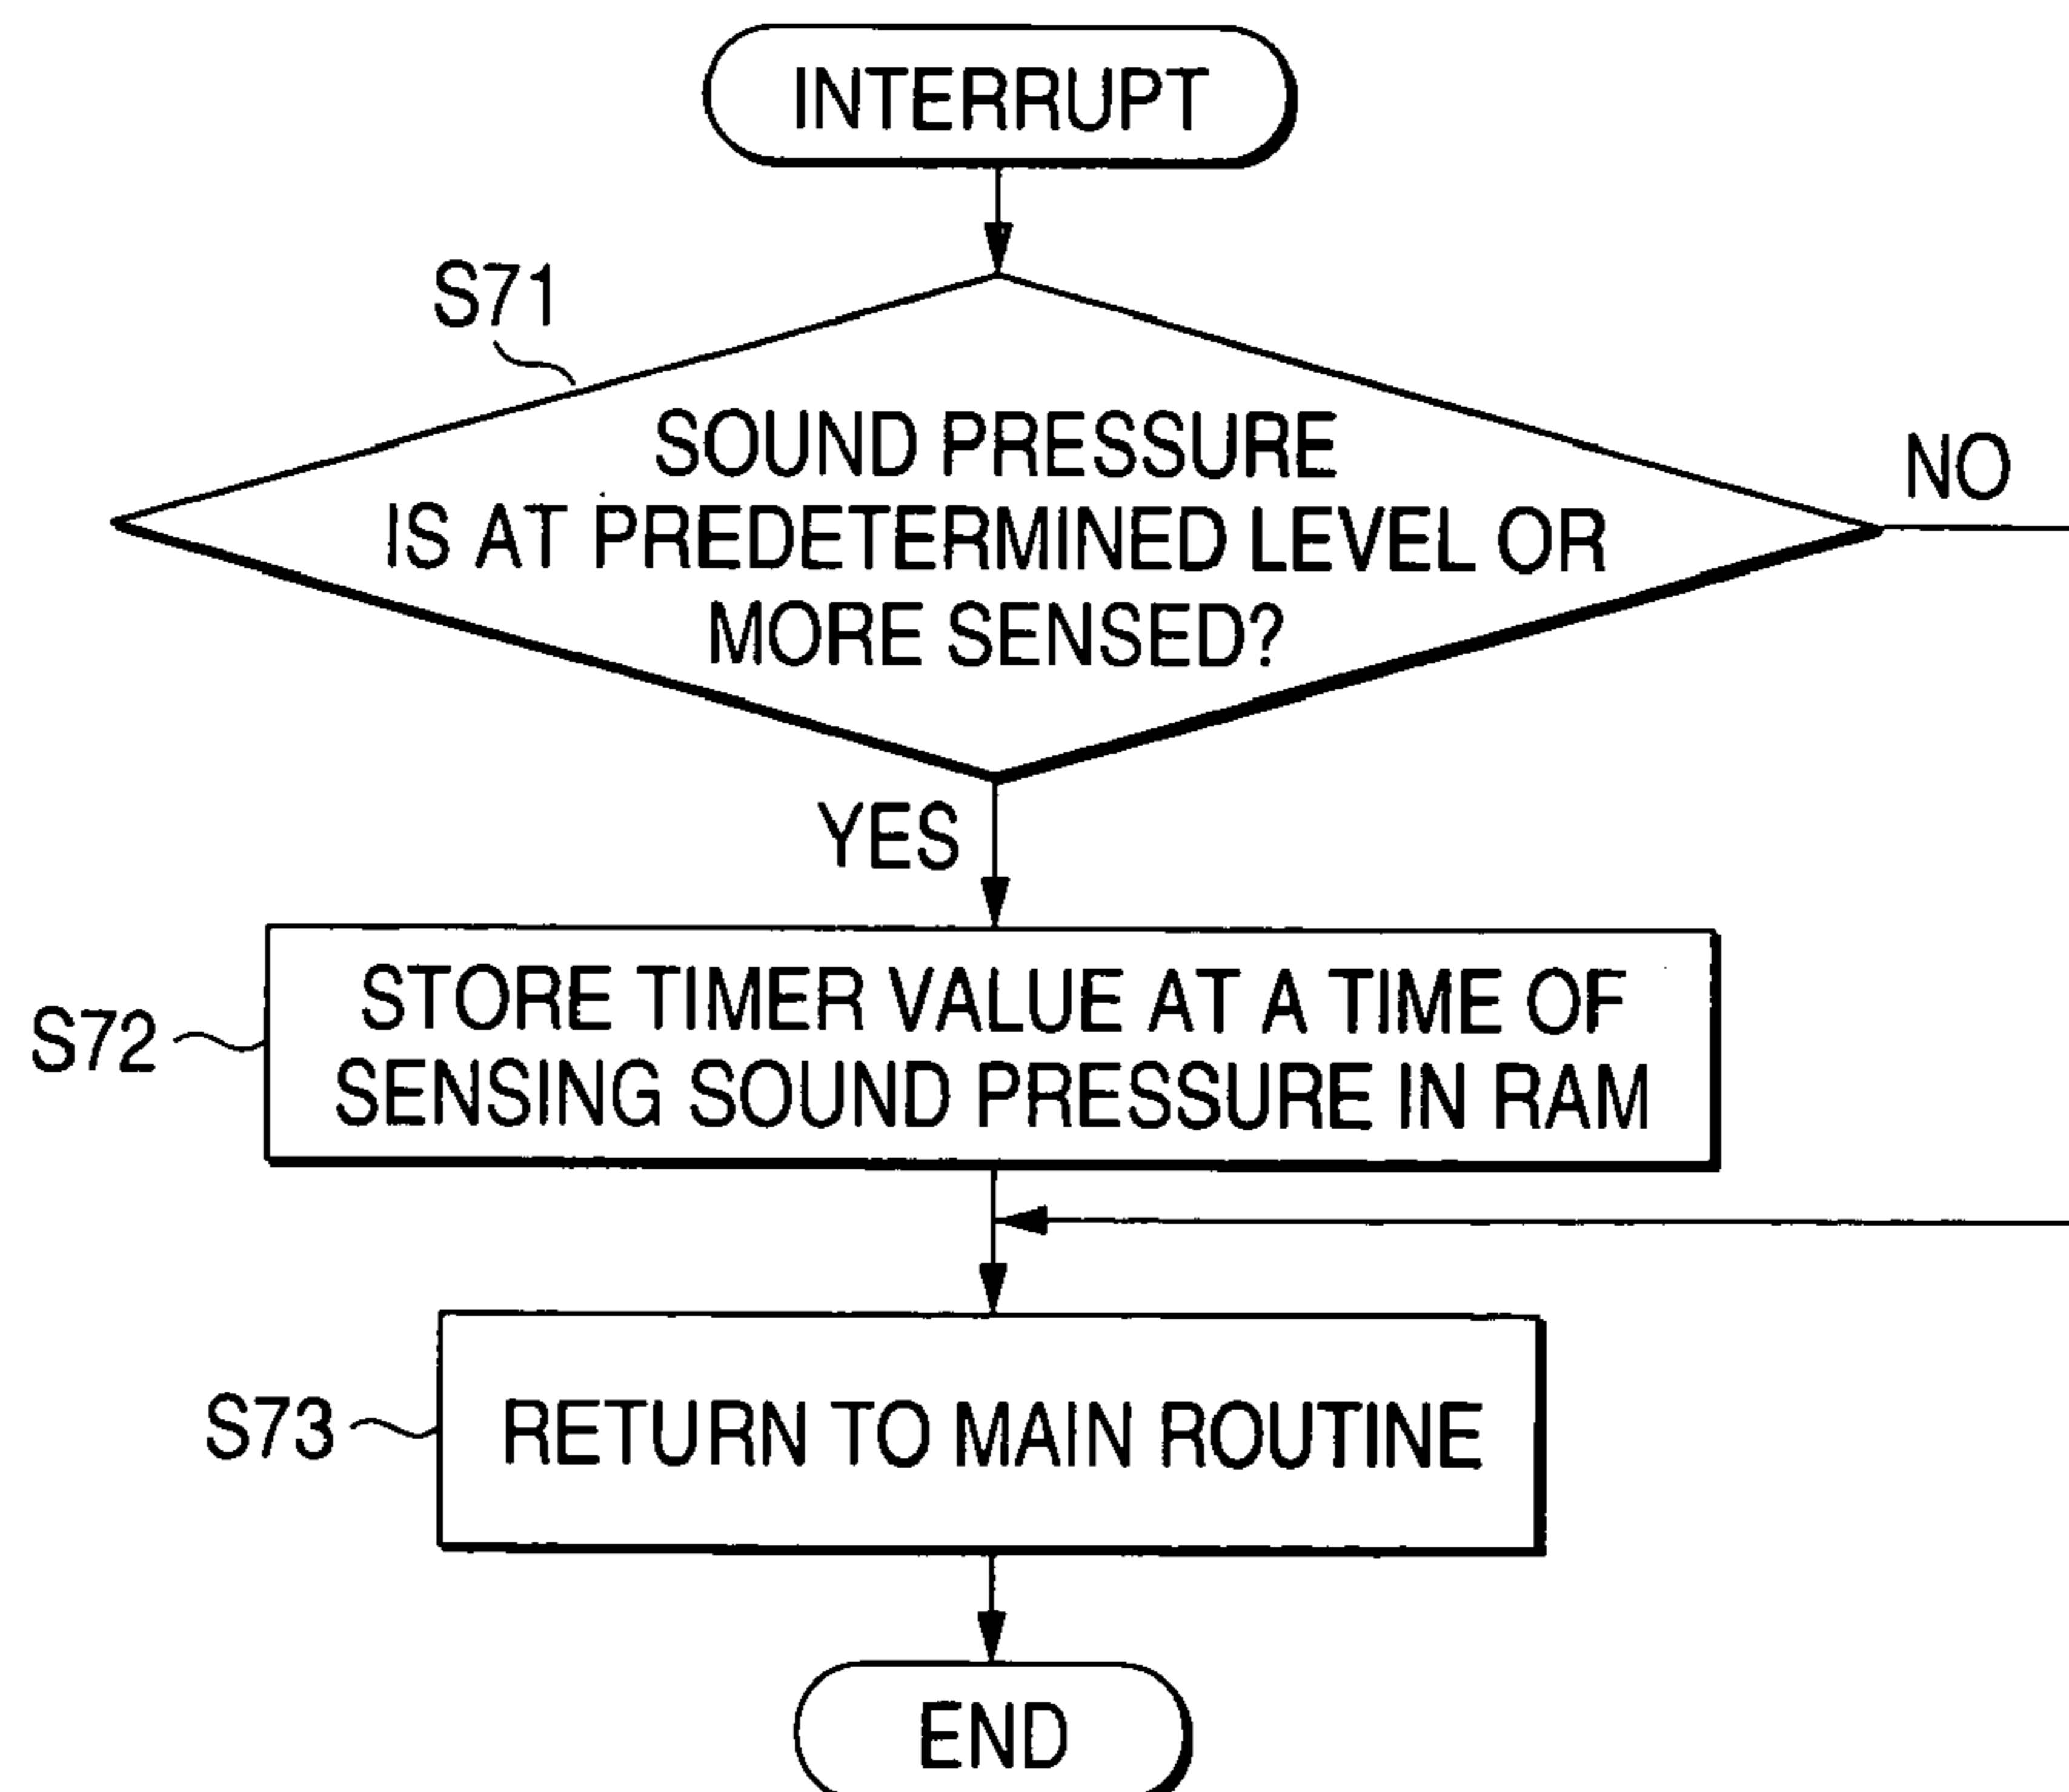 INTERRUPT
S71
SOUND PRESSURE
IS AT PREDETERMINED LEVEL OR
MORE SENSED?
NO
YES
S72
STORE TIMER VALUE AT A TIME OF
SENSING SOUND PRESSURE IN RAM
S73
RETURN TO MAIN ROUTINE
END